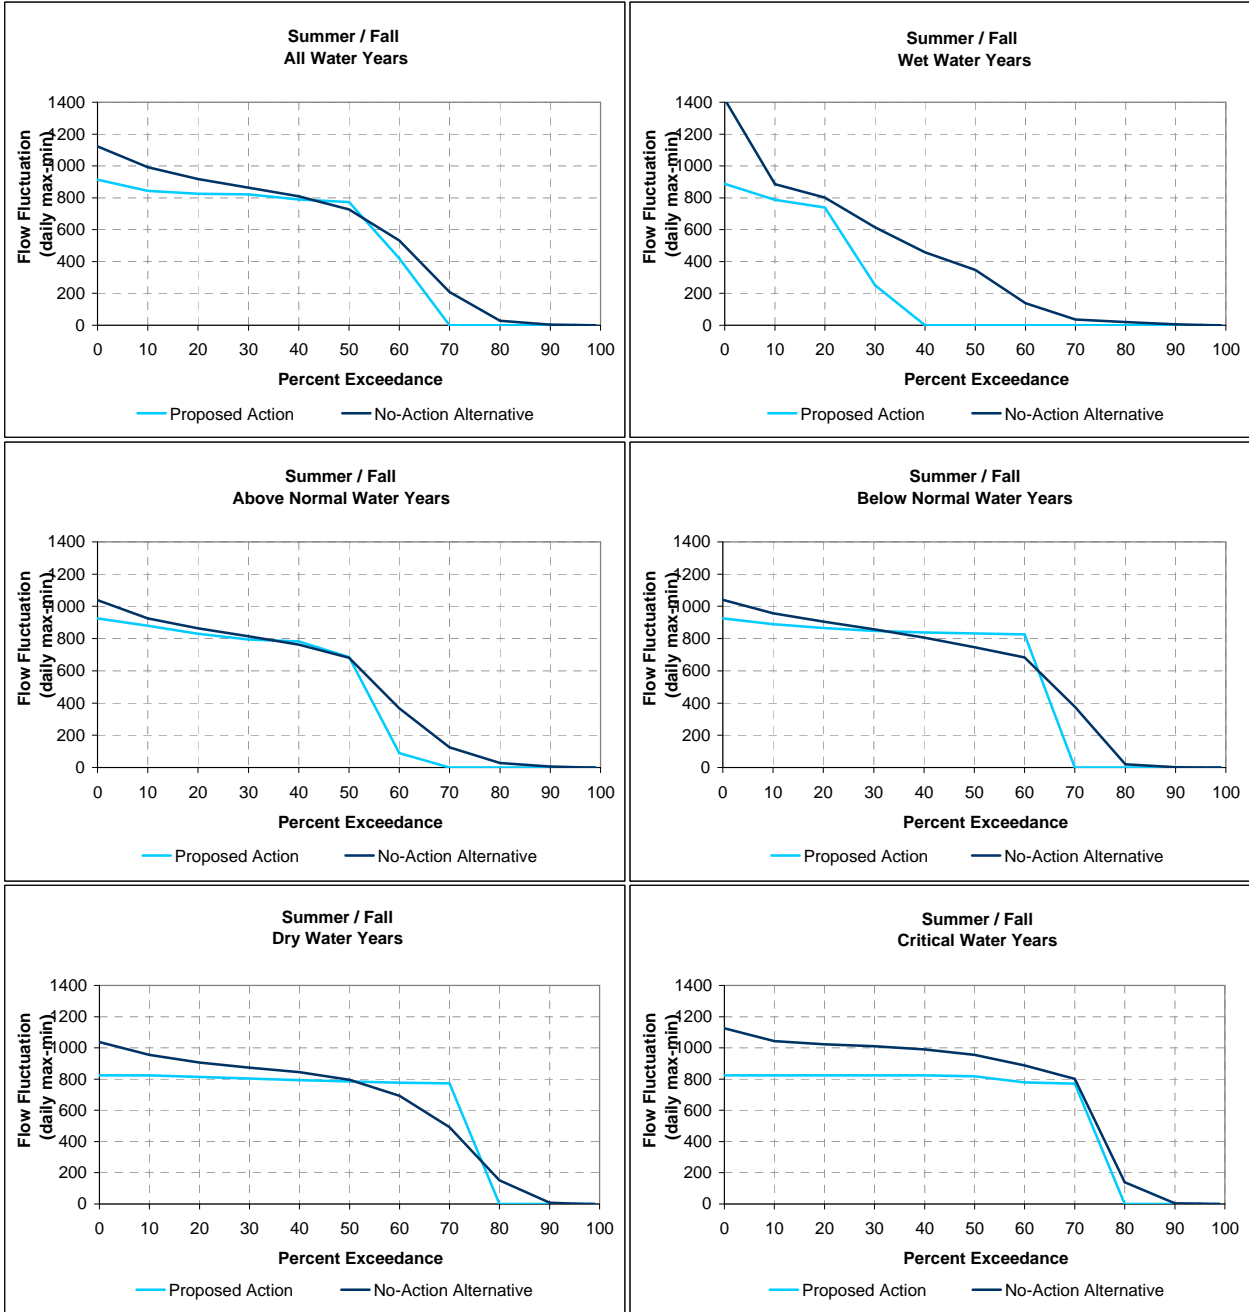 Summer / Fall
All Water Years
Flow Fluctuation
(daily max-min)
1400
1200
1000
800
600
400
200
0
0 10 20 30 40 50 60 70 80 90 100
Percent Exceedance
Proposed Action No-Action Alternative
Summer / Fall
Wet Water Years
Flow Fluctuation
(daily max-min)
1400
1200
1000
800
600
400
200
0
0 10 20 30 40 50 60 70 80 90 100
Percent Exceedance
Proposed Action No-Action Alternative
Summer / Fall
Above Normal Water Years
Flow Fluctuation
(daily max-min)
1400
1200
1000
800
600
400
200
0
0 10 20 30 40 50 60 70 80 90 100
Percent Exceedance
Proposed Action No-Action Alternative
Summer / Fall
Below Normal Water Years
Flow Fluctuation
(daily max-min)
1400
1200
1000
800
600
400
200
0
0 10 20 30 40 50 60 70 80 90 100
Percent Exceedance
Proposed Action No-Action Alternative
Summer / Fall
Dry Water Years
Flow Fluctuation
(daily max-min)
1400
1200
1000
800
600
400
200
0
0 10 20 30 40 50 60 70 80 90 100
Percent Exceedance
Proposed Action No-Action Alternative
Summer / Fall
Critical Water Years
Flow Fluctuation
(daily max-min)
1400
1200
1000
800
600
400
200
0
0 10 20 30 40 50 60 70 80 90 100
Percent Exceedance
Proposed Action No-Action Alternative